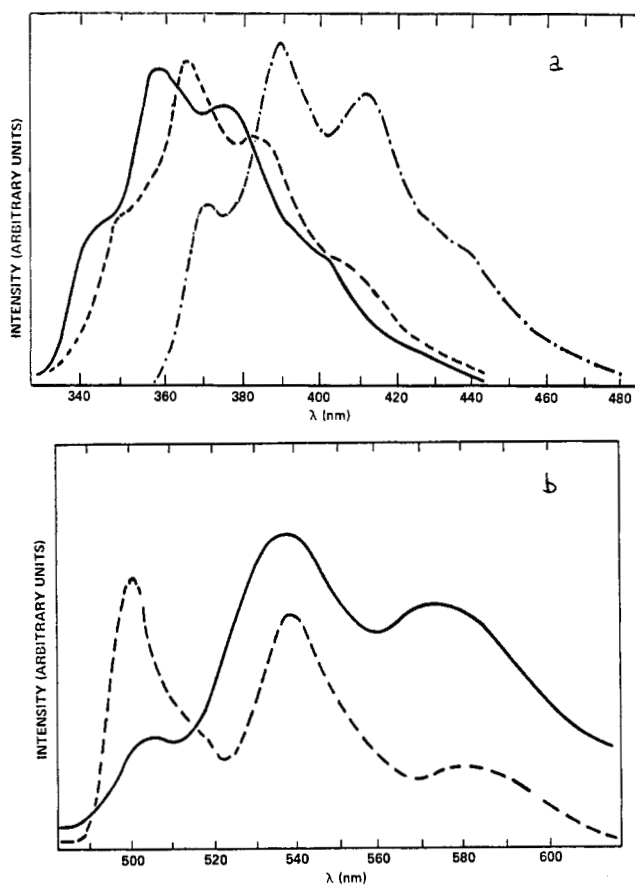 a
INTENSITY (ARBITRARY UNITS)
340 360 380 400 420 440 460 480
λ (nm)
b
INTENSITY (ARBITRARY UNITS)
500 520 540 560 580 600
λ (nm)